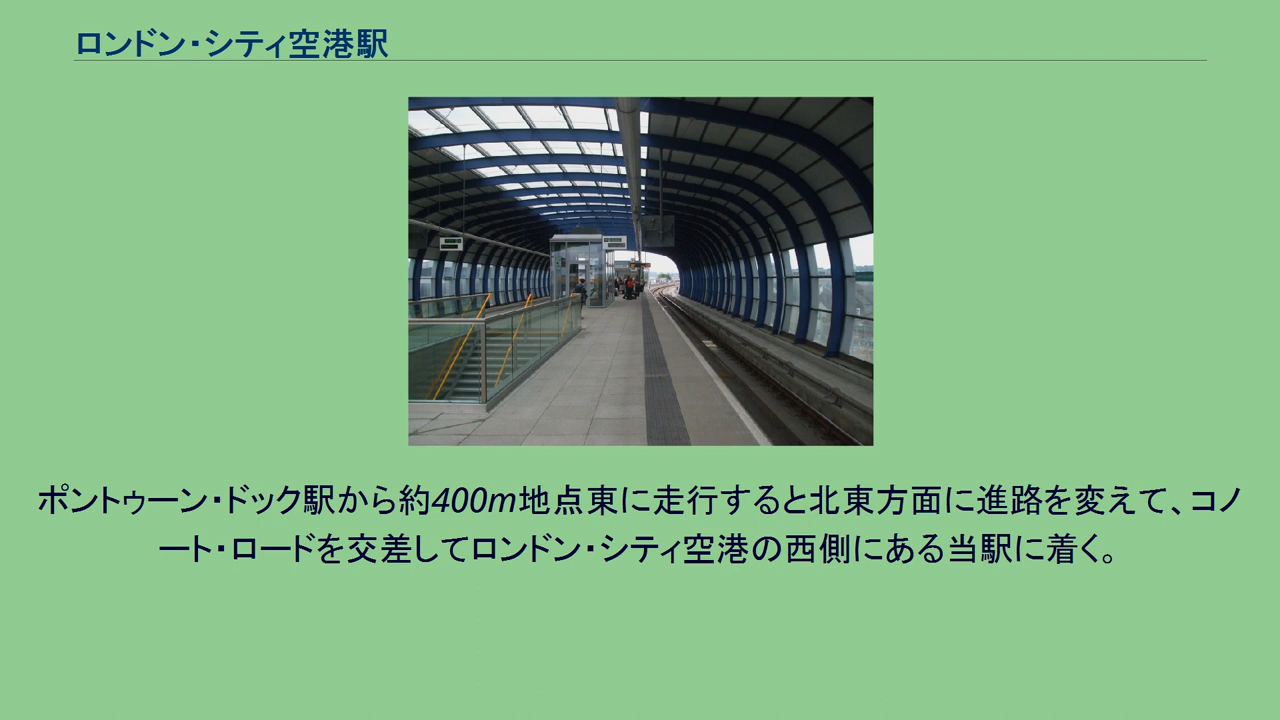 ロンドン・シティ空港駅
ポントゥーン・ドック駅から約400m地点東に走行すると北東方面に進路を変えて、コノ
ート・ロードを交差してロンドン・シティ空港の西側にある当駅に着く。